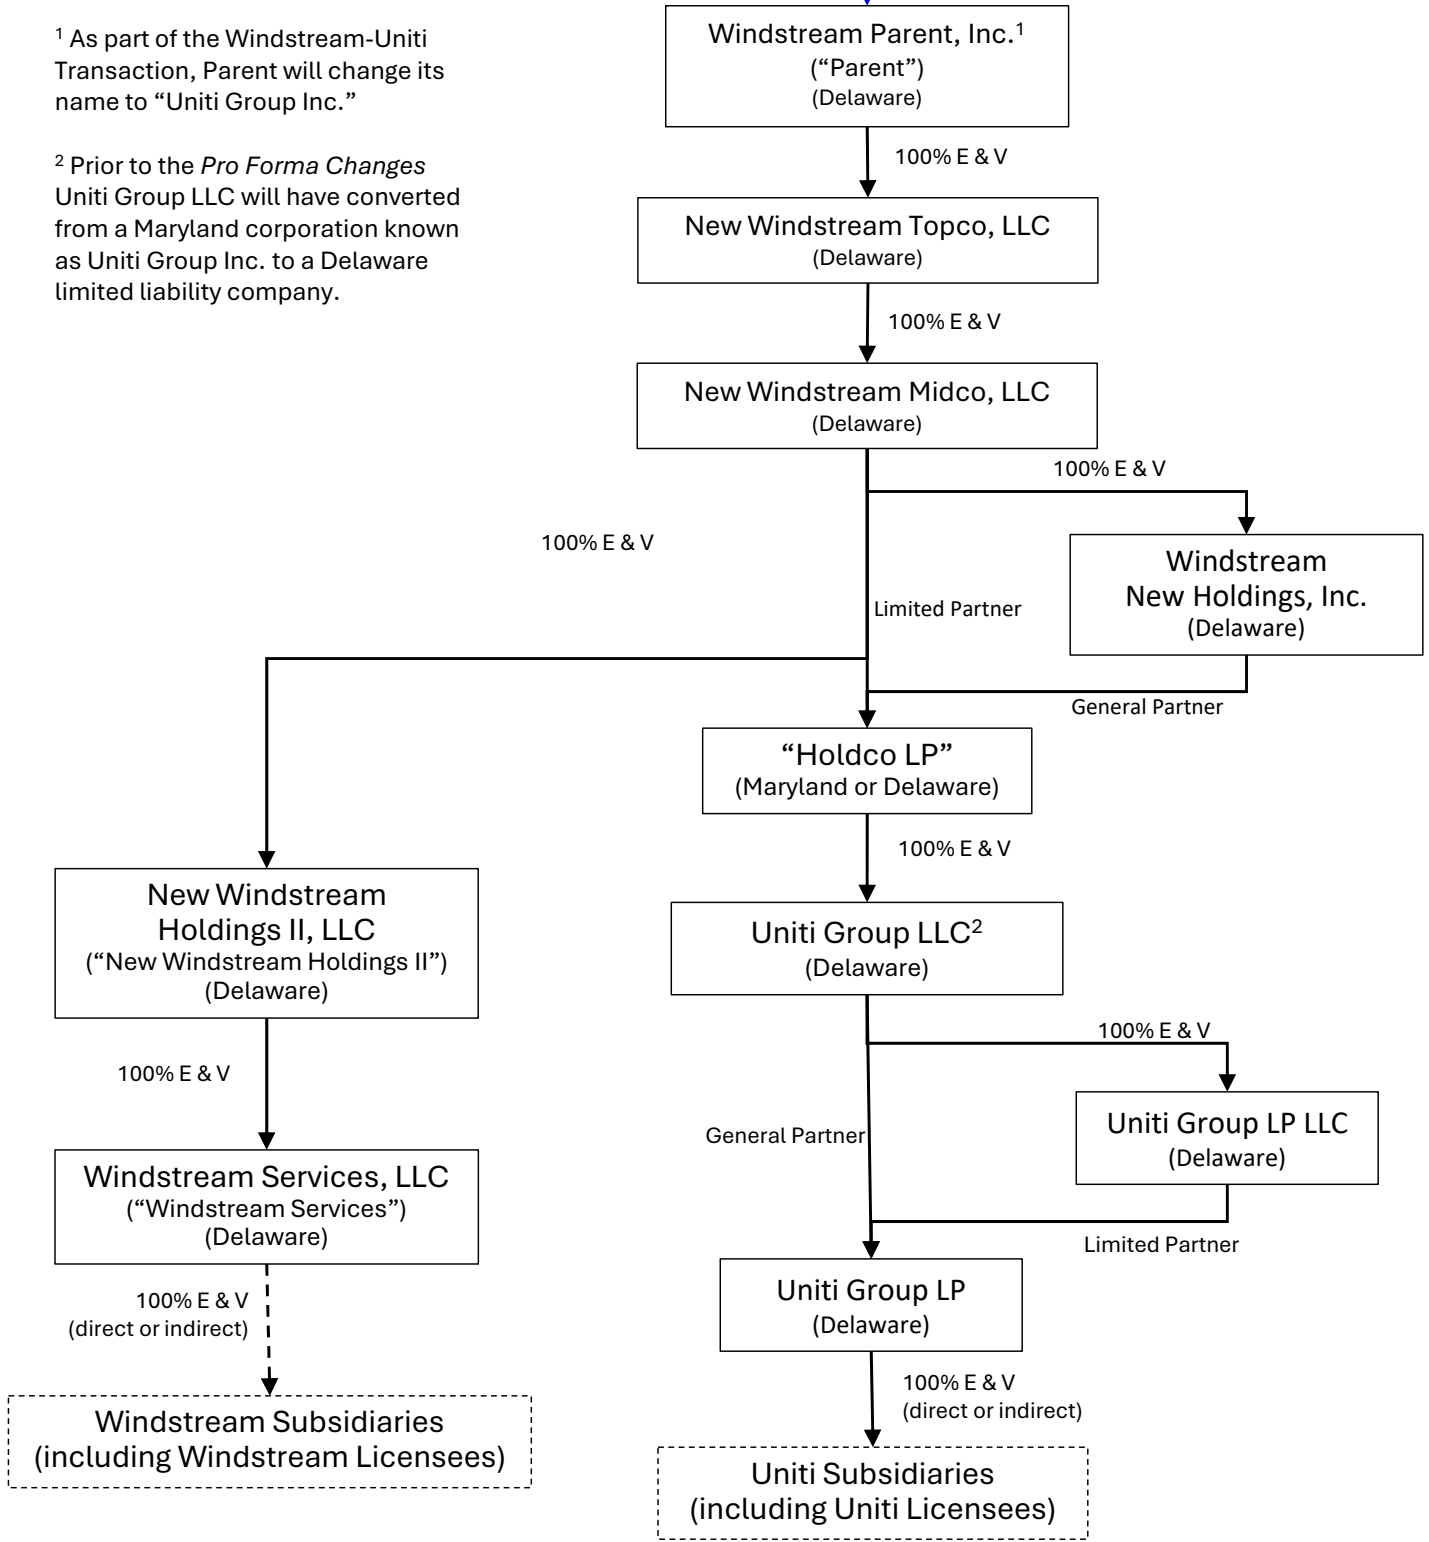 ¹ As part of the Windstream-Uniti
Transaction, Parent will change its
name to “Uniti Group Inc.”
² Prior to the Pro Forma Changes
Uniti Group LLC will have converted
from a Maryland corporation known
as Uniti Group Inc. to a Delaware
limited liability company.
Windstream Parent, Inc.¹
(“Parent”)
(Delaware)
100% E & V
New Windstream Topco, LLC
(Delaware)
100% E & V
New Windstream Midco, LLC
(Delaware)
100% E & V
100% E & V
Windstream
New Holdings, Inc.
(Delaware)
Limited Partner
General Partner
“Holdco LP”
(Maryland or Delaware)
100% E & V
New Windstream
Holdings II, LLC
(“New Windstream Holdings II”)
(Delaware)
Uniti Group LLC²
(Delaware)
100% E & V
100% E & V
Uniti Group LP LLC
(Delaware)
General Partner
Windstream Services, LLC
(“Windstream Services”)
(Delaware)
Limited Partner
Uniti Group LP
(Delaware)
100% E & V
(direct or indirect)
100% E & V
(direct or indirect)
Windstream Subsidiaries
(including Windstream Licensees)
Uniti Subsidiaries
(including Uniti Licensees)